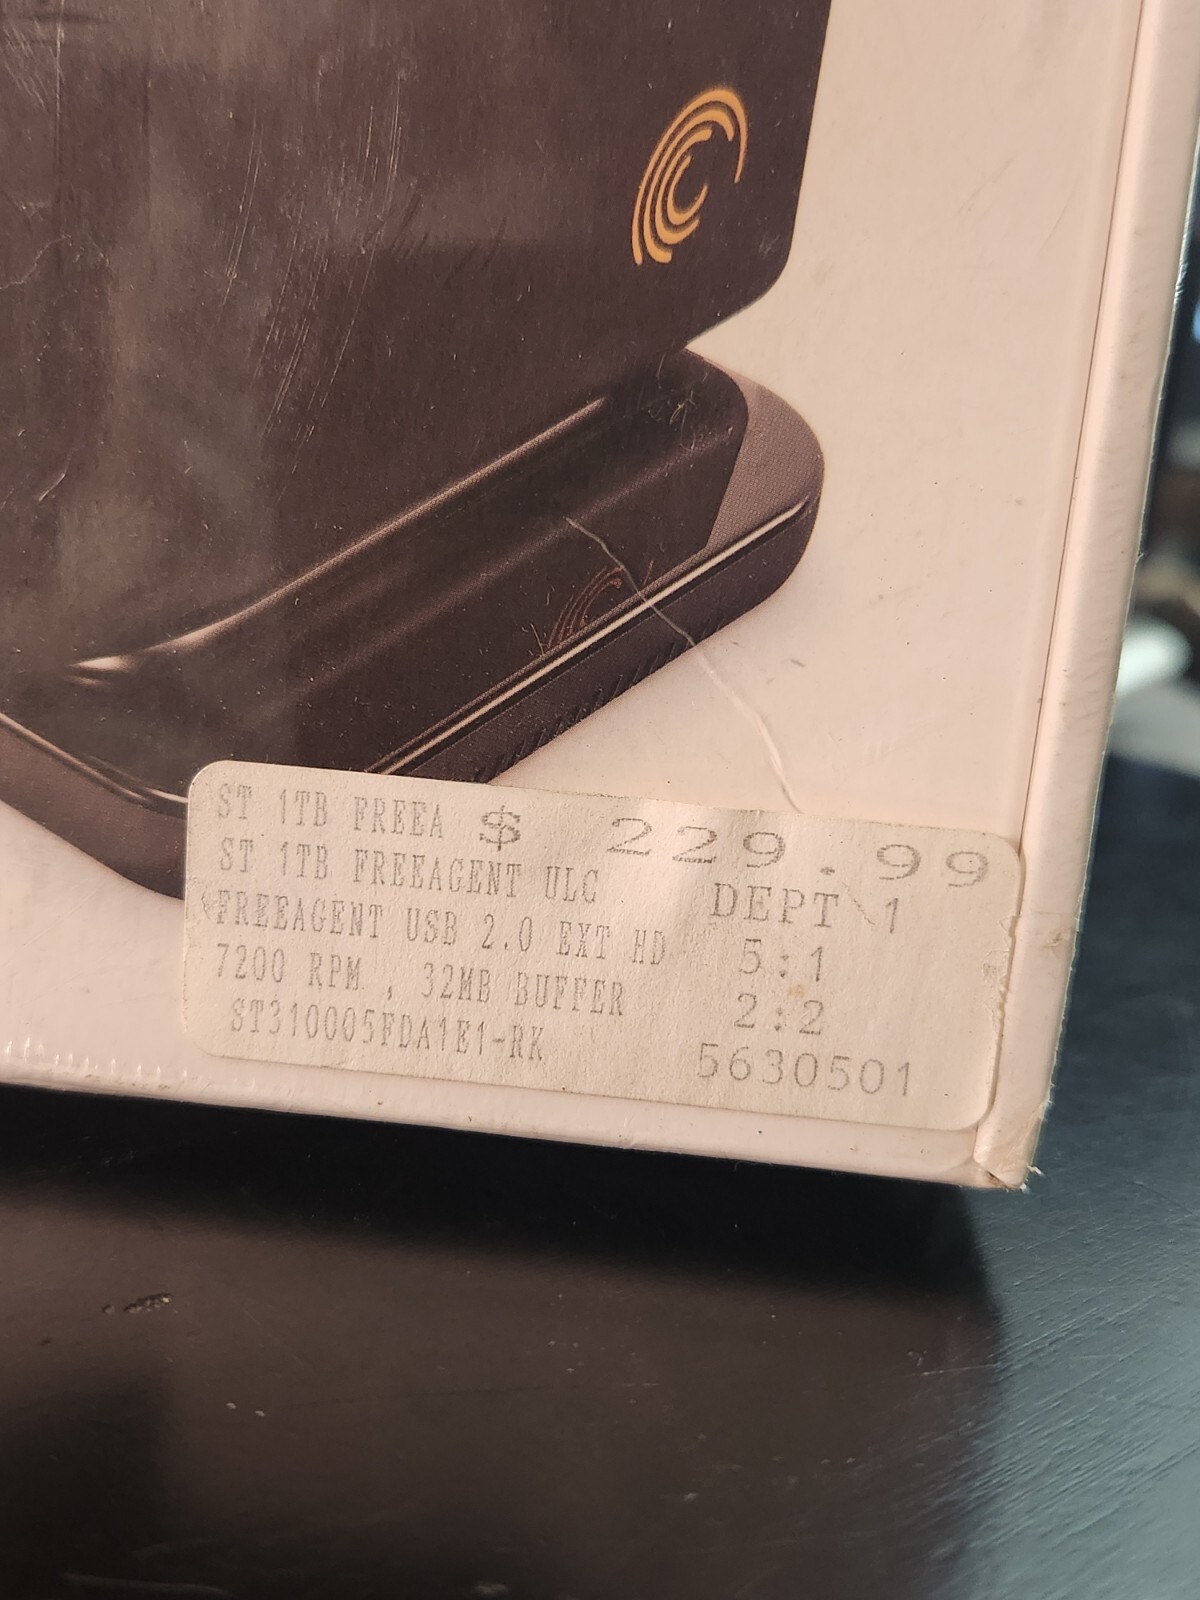 ST 1TB FREEA $ 229.99
ST 1TB FREEAGENT ULC DEPT 1
FREEAGENT USB 2.0 EXT HD 5:1
7200 RPM , 32MB BUFFER 2:2
ST310005FDA1E1-RK 5630501